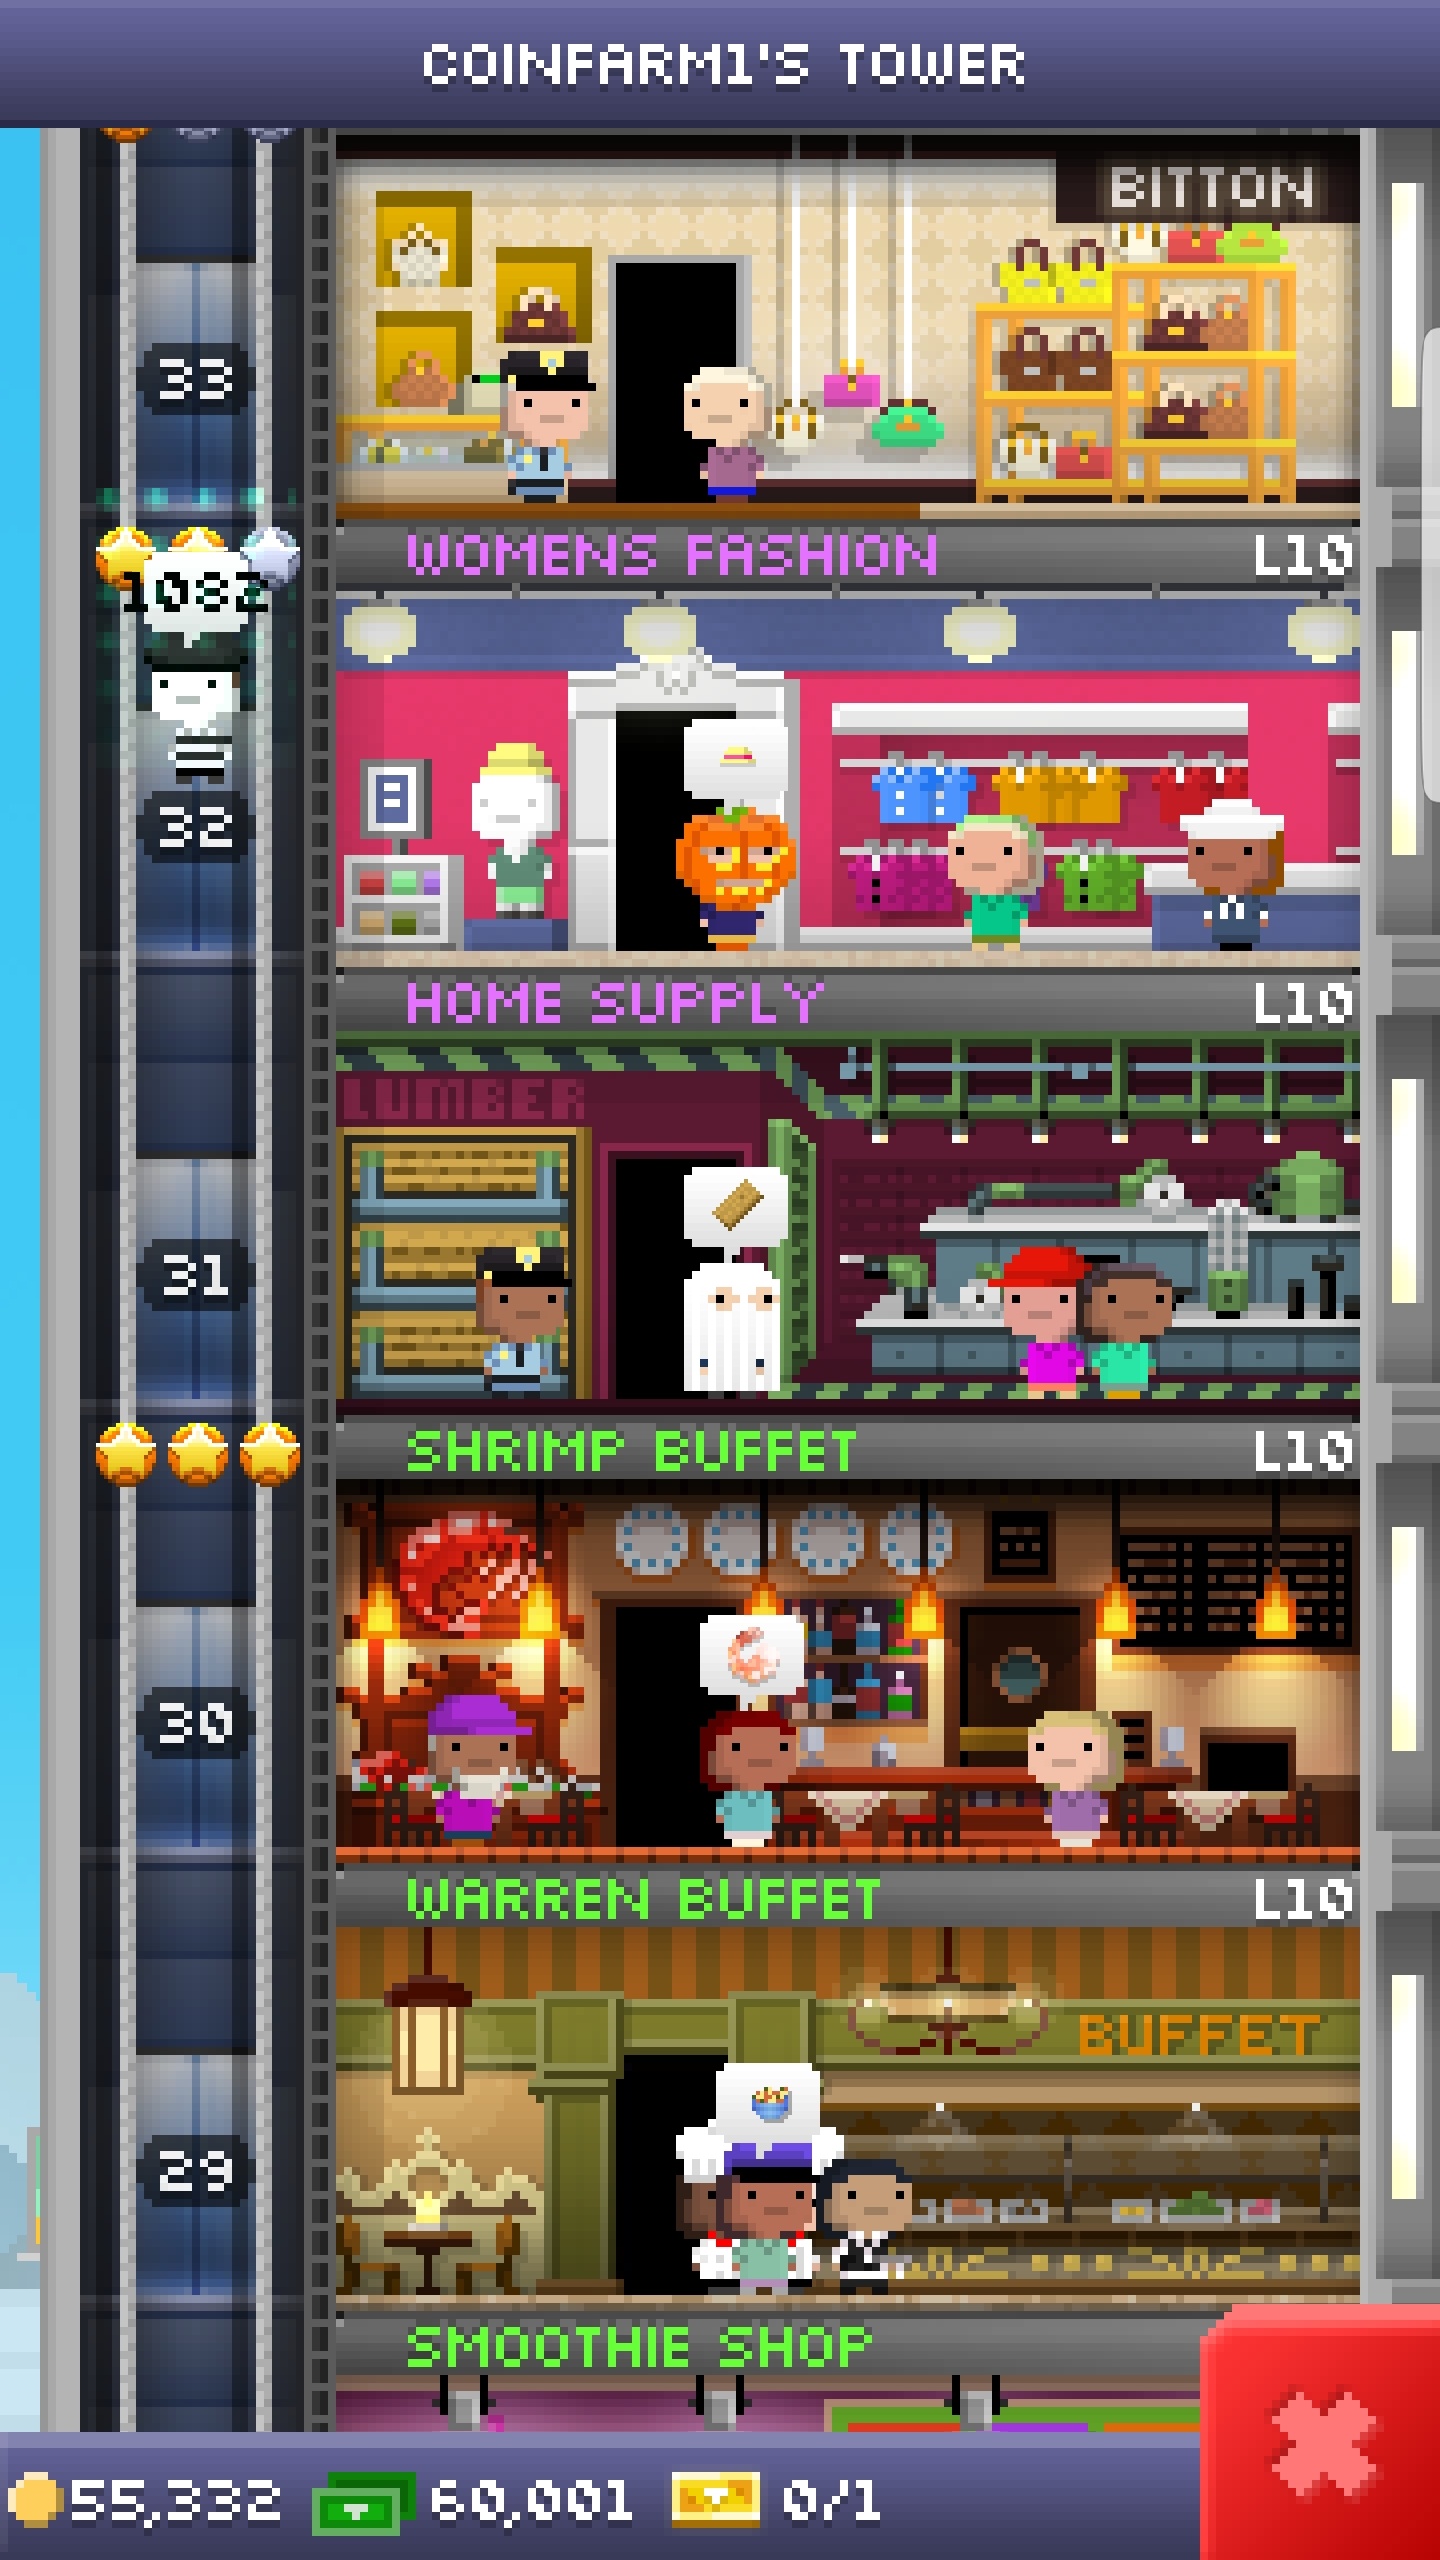 COINFARM1'S TOWER
BITTON
33
WOMENS FASHION L10
1082
32
HOME SUPPLY L10
LUMBER
31
SHRIMP BUFFET L10
30
WARREN BUFFET L10
BUFFET
29
SMOOTHIE SHOP
55,332 60,001 0/1